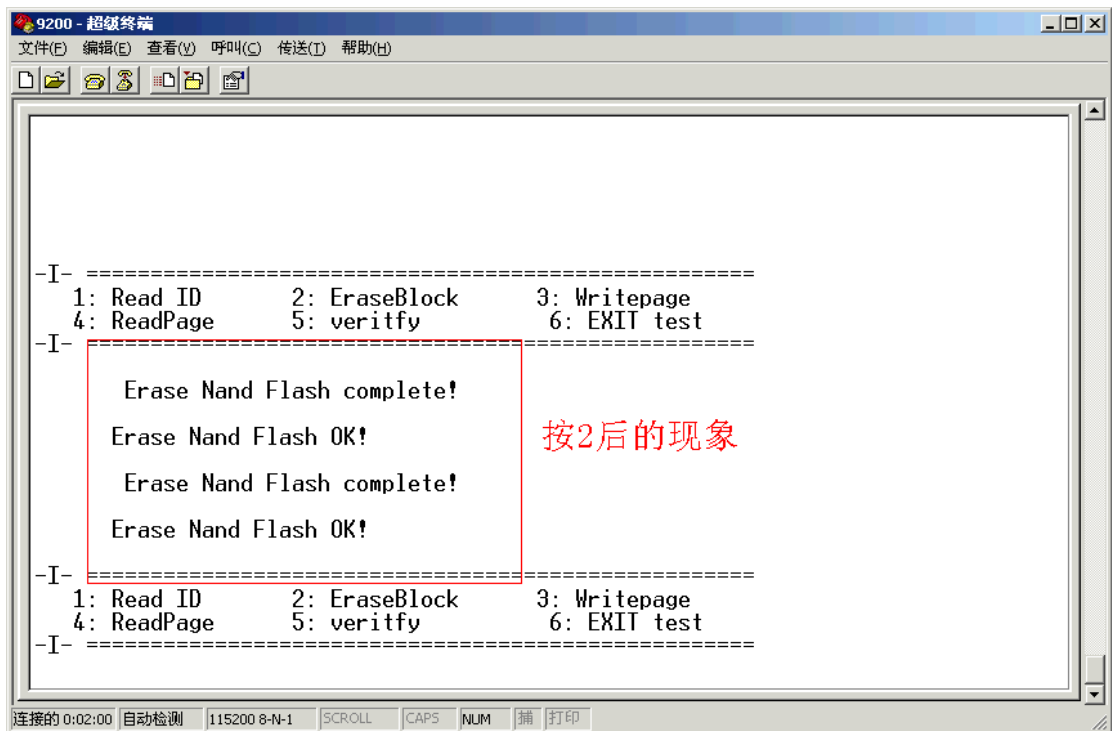 9200 - 超级终端
文件(F) 编辑(E) 查看(V) 呼叫(C) 传送(T) 帮助(H)
-I- ====================================================
1: Read ID 2: EraseBlock 3: Writepage
4: ReadPage 5: veritfy 6: EXIT test
-I- ====================================================
Erase Nand Flash complete!
Erase Nand Flash OK!
按2后的现象
Erase Nand Flash complete!
Erase Nand Flash OK!
-I- ====================================================
1: Read ID 2: EraseBlock 3: Writepage
4: ReadPage 5: veritfy 6: EXIT test
-I- ====================================================
连接的 0:02:00 自动检测 115200 8-N-1 SCROLL CAPS NUM 捕 打印